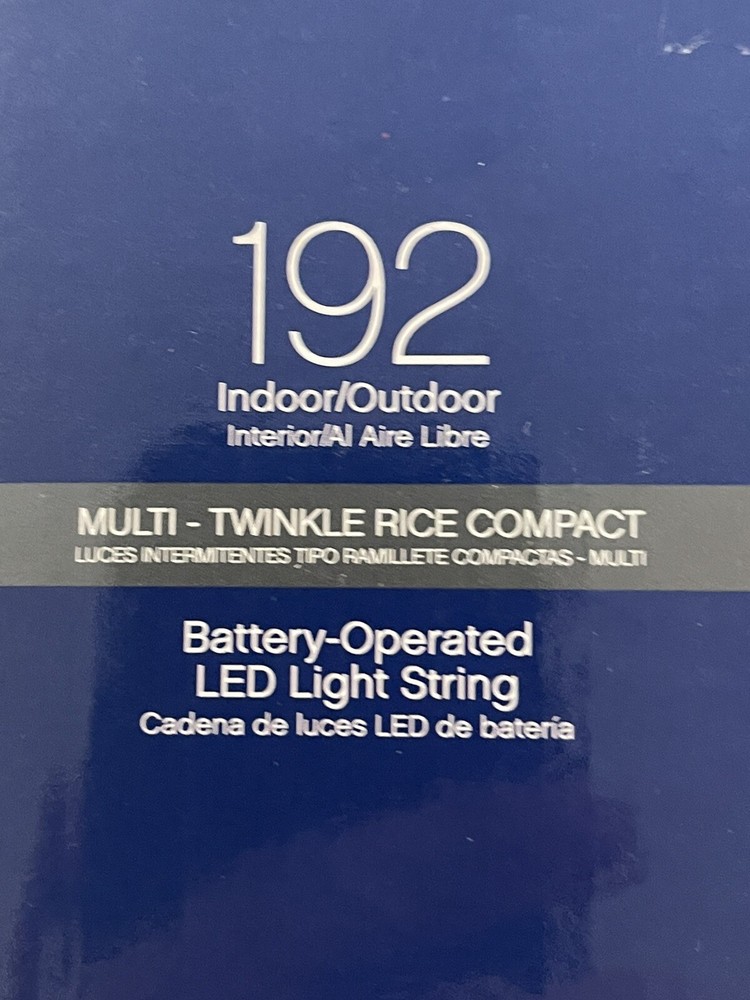 192
Indoor/Outdoor
Interior/Al Aire Libre
MULTI - TWINKLE RICE COMPACT
LUCES INTERMITENTES TIPO RAMILLETE COMPACTAS - MULTI
Battery-Operated
LED Light String
Cadena de luces LED de batería